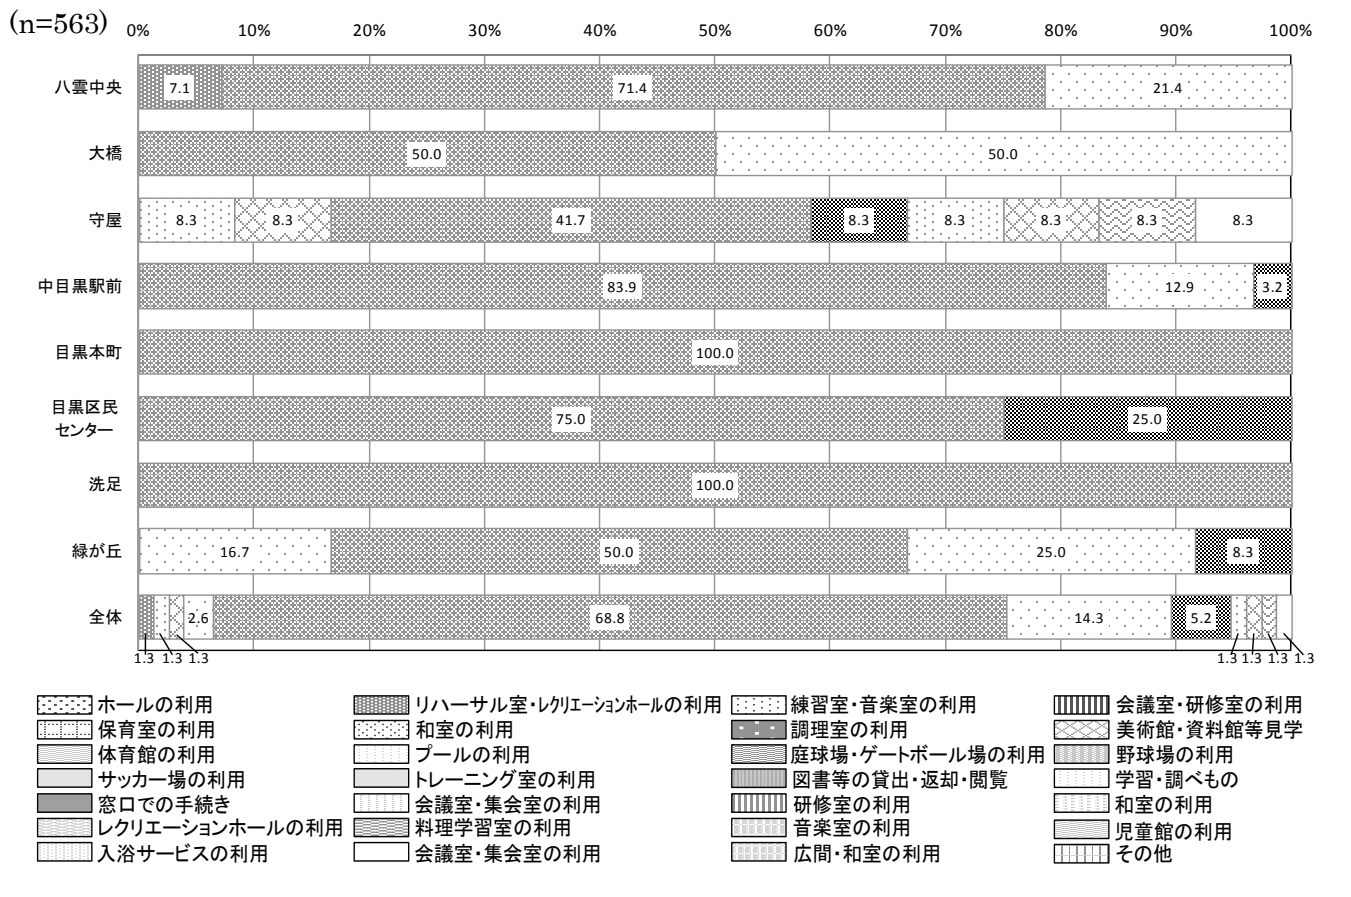 (n=563)
0% 10% 20% 30% 40% 50% 60% 70% 80% 90% 100%
八雲中央 7.1 71.4 21.4
大橋 50.0 50.0
守屋 8.3 8.3 41.7 8.3 8.3 8.3 8.3 8.3
中目黒駅前 83.9 12.9 3.2
目黒本町 100.0
目黒区民
センター 75.0 25.0
洗足 100.0
緑が丘 16.7 50.0 25.0 8.3
全体 2.6 68.8 14.3 5.2
1.3 1.3 1.3 1.3 1.3 1.3 1.3
ホールの利用 リハーサル室・レクリエーションホールの利用 練習室・音楽室の利用 会議室・研修室の利用
保育室の利用 和室の利用 調理室の利用 美術館・資料館等見学
体育館の利用 プールの利用 庭球場・ゲートボール場の利用 野球場の利用
サッカー場の利用 トレーニング室の利用 図書等の貸出・返却・閲覧 学習・調べもの
窓口での手続き 会議室・集会室の利用 研修室の利用 和室の利用
レクリエーションホールの利用 料理学習室の利用 音楽室の利用 児童館の利用
入浴サービスの利用 会議室・集会室の利用 広間・和室の利用 その他